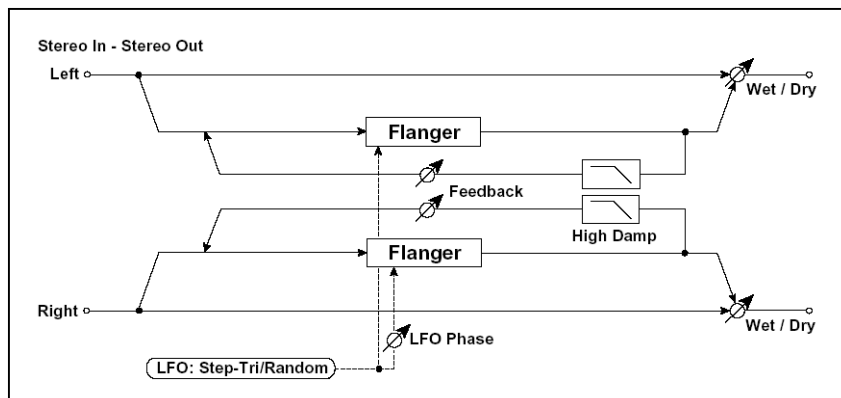 Stereo In - Stereo Out
Left
Wet / Dry
Flanger
Feedback
High Damp
Flanger
Right
Wet / Dry
LFO Phase
LFO: Step-Tri/Random